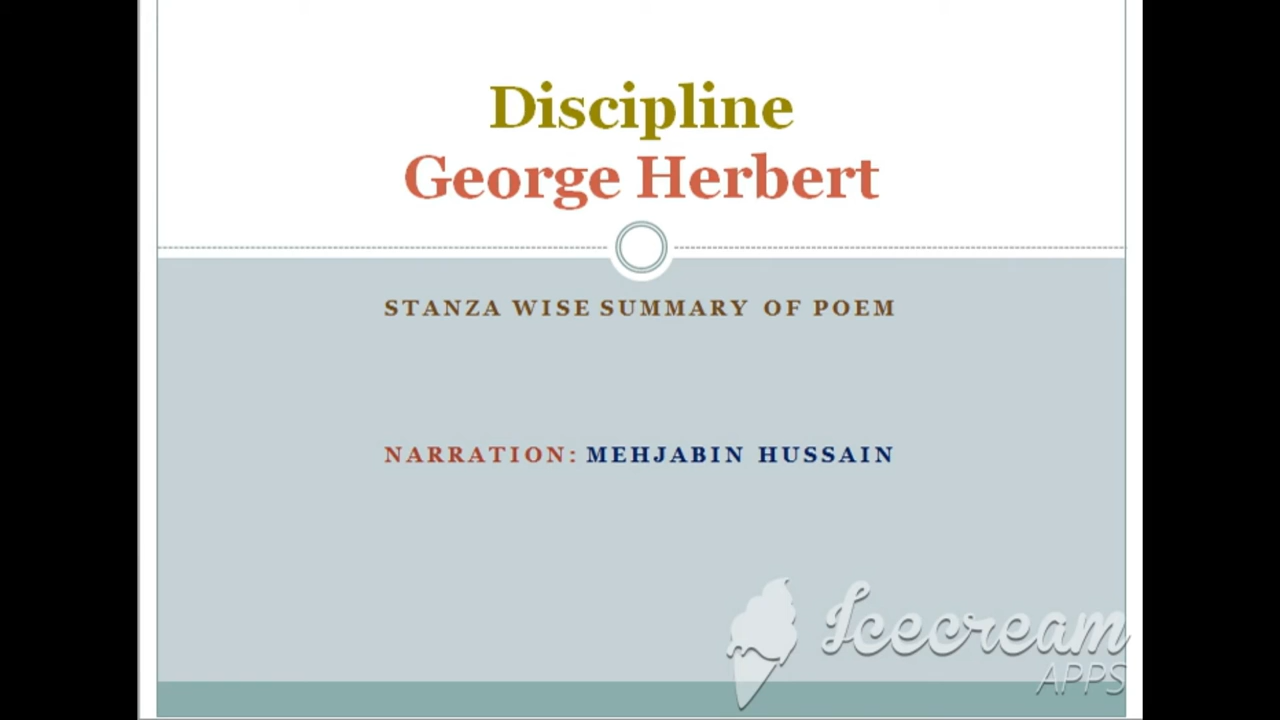 Discipline
George Herbert
STANZA WISE SUMMARY OF POEM
NARRATION: MEHJABIN HUSSAIN
Icecream
APPS